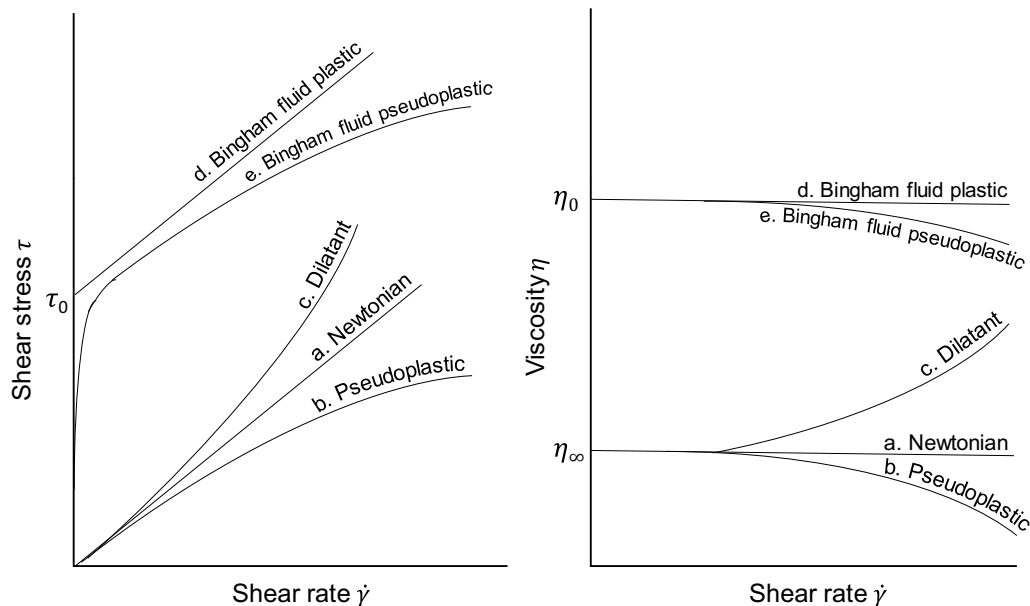 d. Bingham fluid plastic
e. Bingham fluid pseudoplastic
c. Dilatant
a. Newtonian
b. Pseudoplastic
τ₀
Shear stress τ
Shear rate γ̇
d. Bingham fluid plastic
e. Bingham fluid pseudoplastic
c. Dilatant
a. Newtonian
b. Pseudoplastic
η₀
η∞
Viscosity η
Shear rate γ̇